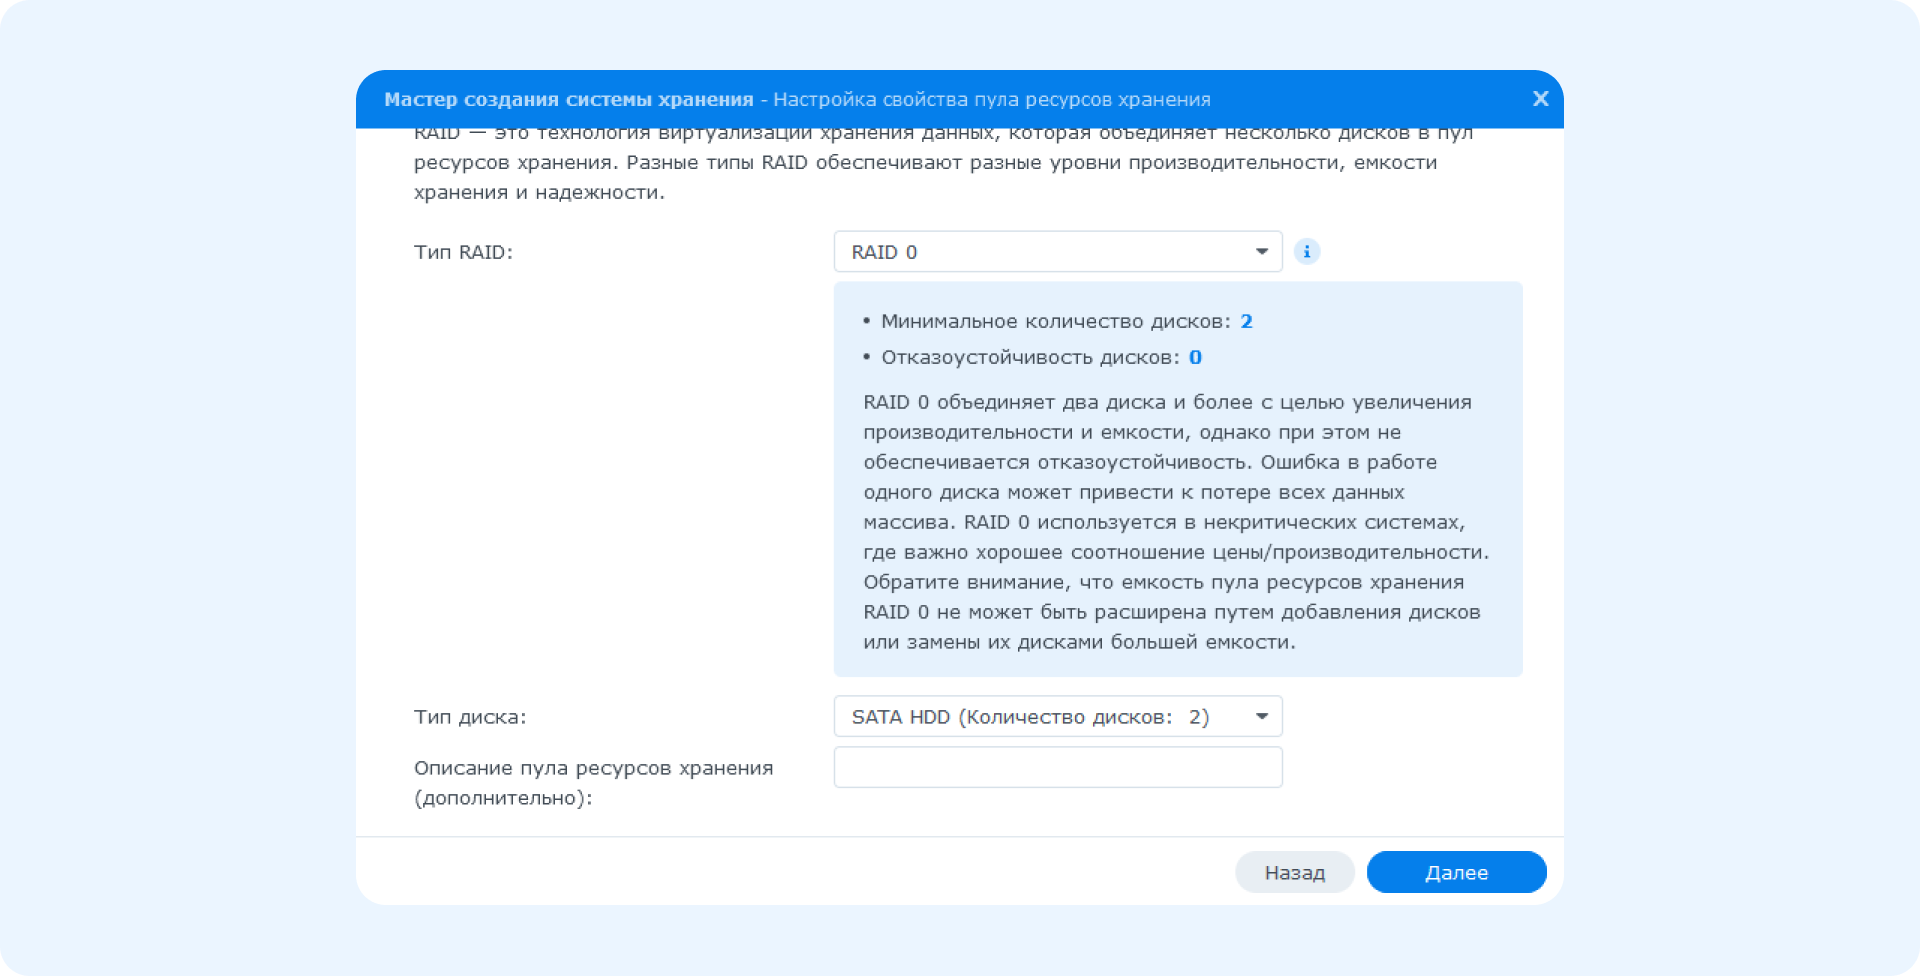 Мастер создания системы хранения - Настройка свойства пула ресурсов хранения
X
RAID — это технология виртуализации хранения данных, которая объединяет несколько дисков в пул
ресурсов хранения. Разные типы RAID обеспечивают разные уровни производительности, емкости
хранения и надежности.
Тип RAID:
RAID 0
i
• Минимальное количество дисков: 2
• Отказоустойчивость дисков: 0
RAID 0 объединяет два диска и более с целью увеличения
производительности и емкости, однако при этом не
обеспечивается отказоустойчивость. Ошибка в работе
одного диска может привести к потере всех данных
массива. RAID 0 используется в некритических системах,
где важно хорошее соотношение цены/производительности.
Обратите внимание, что емкость пула ресурсов хранения
RAID 0 не может быть расширена путем добавления дисков
или замены их дисками большей емкости.
Тип диска:
SATA HDD (Количество дисков: 2)
Описание пула ресурсов хранения
(дополнительно):
Назад
Далее